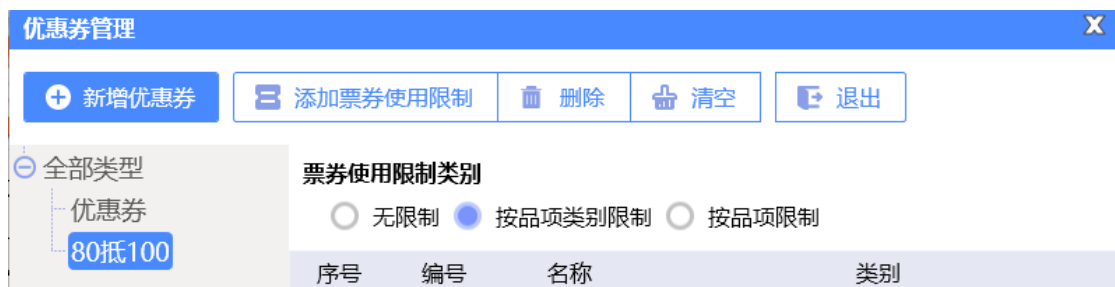 优惠券管理 X
新增优惠券 添加票券使用限制 删除 清空 退出
全部类型
优惠券
80抵100
票券使用限制类别
无限制 按品项类别限制 按品项限制
序号 编号 名称 类别